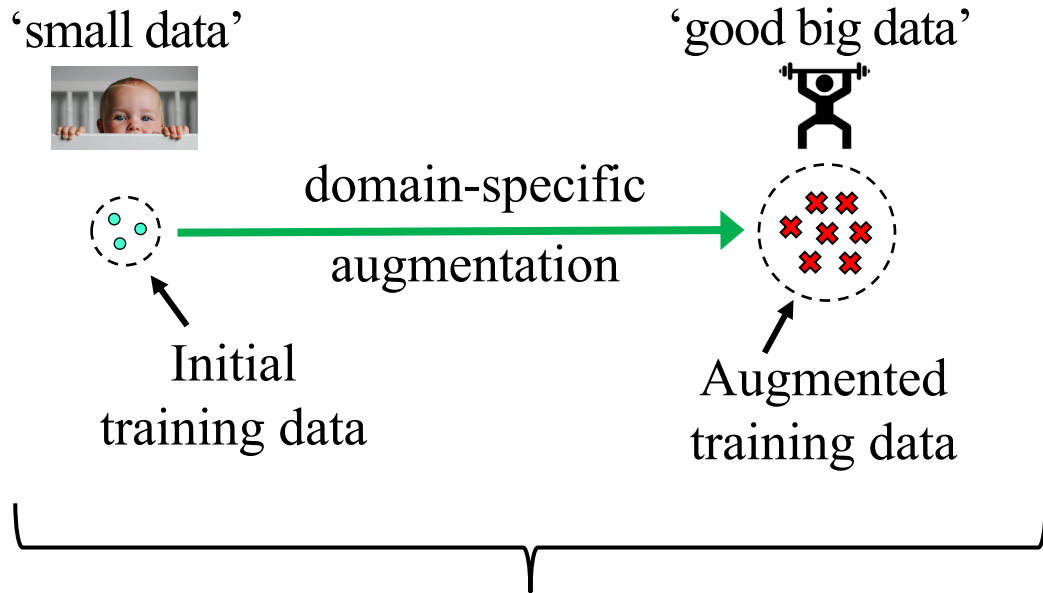 ‘small data’
‘good big data’
domain-specific
augmentation
Initial
training data
Augmented
training data